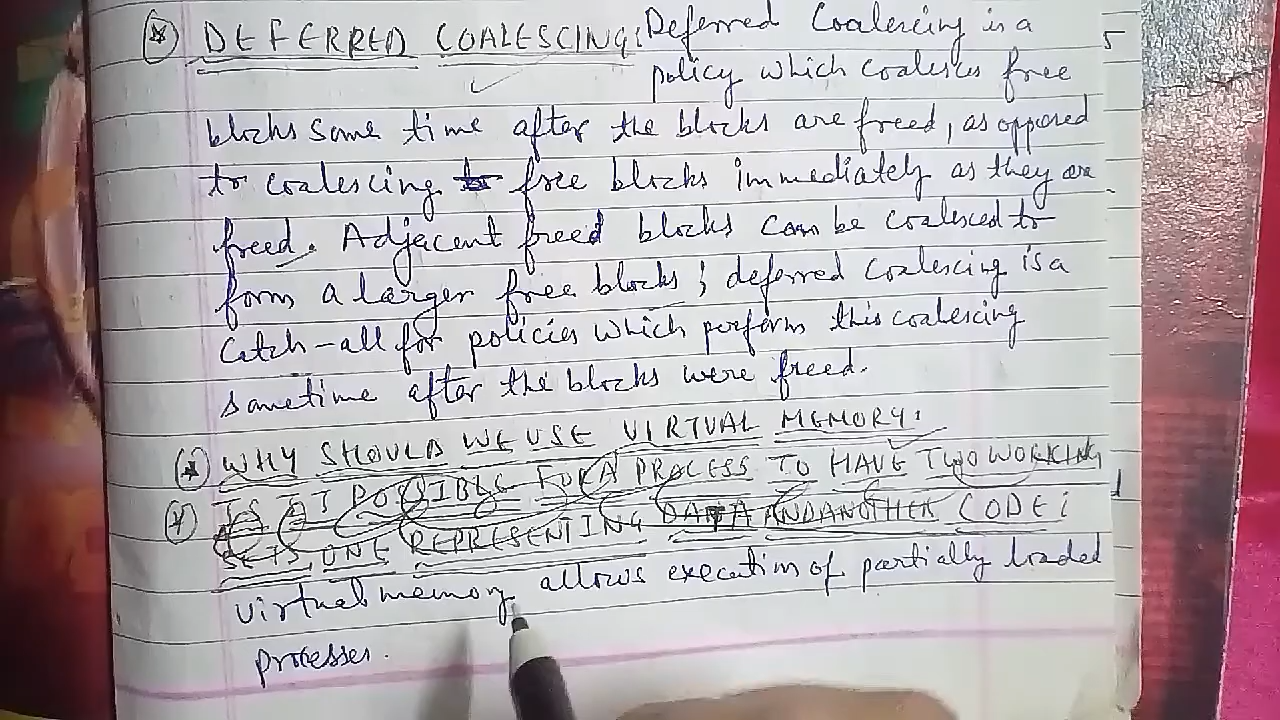 DEFERRED COALESCING: Deferred Coalescing is a
5
policy which coalesces free
blocks some time after the blocks are freed, as opposed
to coalescing to free blocks immediately as they are
freed. Adjacent freed blocks can be coalesced to
form a larger free blocks; deferred coalescing is a
Catch-all for policies which perform this coalescing
sometime after the blocks were freed.
WHY SHOULD WE USE VIRTUAL MEMORY:
IS IT POSSIBLE FOR A PROCESS TO HAVE TWO WORKING
SETS, ONE REPRESENTING DATA AND ANOTHER CODE:
Virtual memory allows execution of partially loaded
processes.